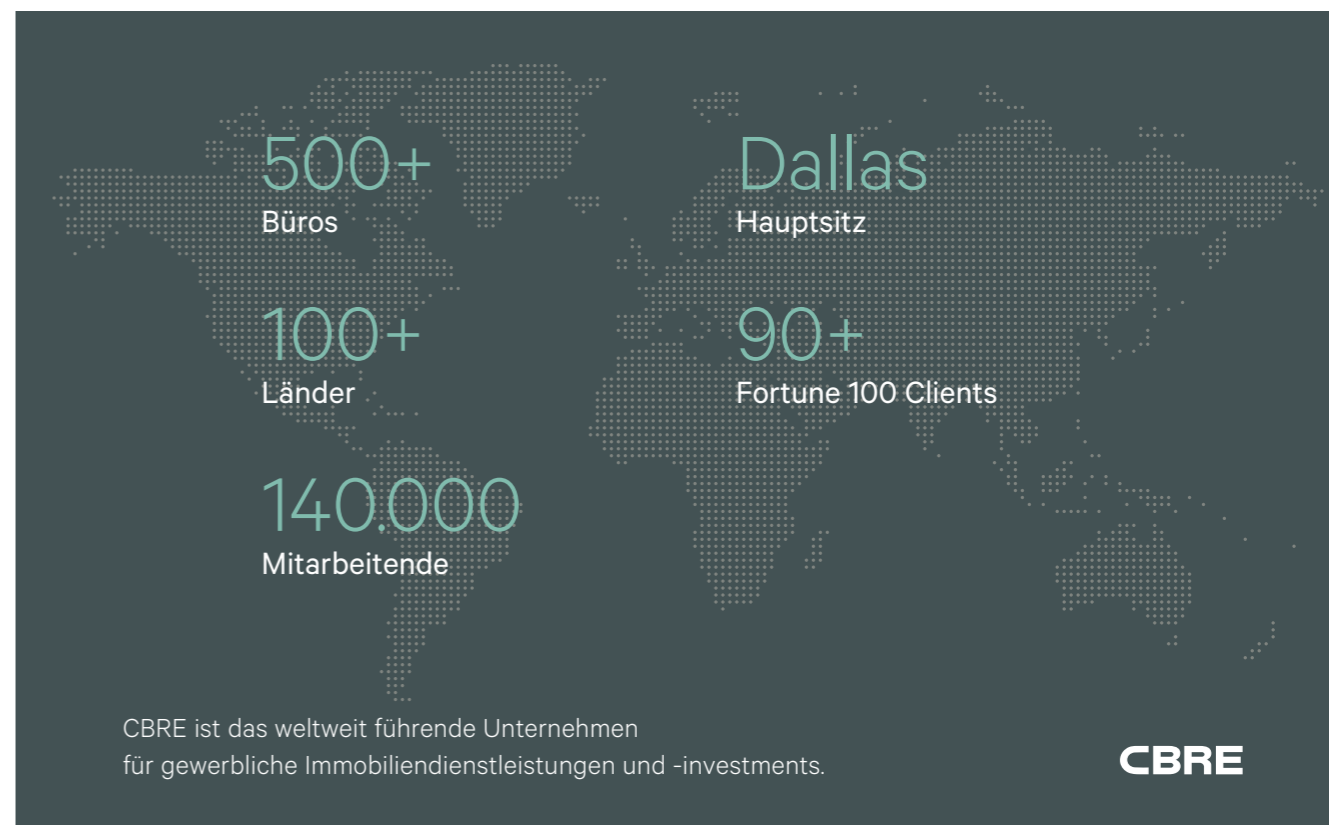 500+
Büros
Dallas
Hauptsitz
100+
Länder
90+
Fortune 100 Clients
140.000
Mitarbeitende
CBRE ist das weltweit führende Unternehmen
für gewerbliche Immobiliendienstleistungen und -investments.
CBRE